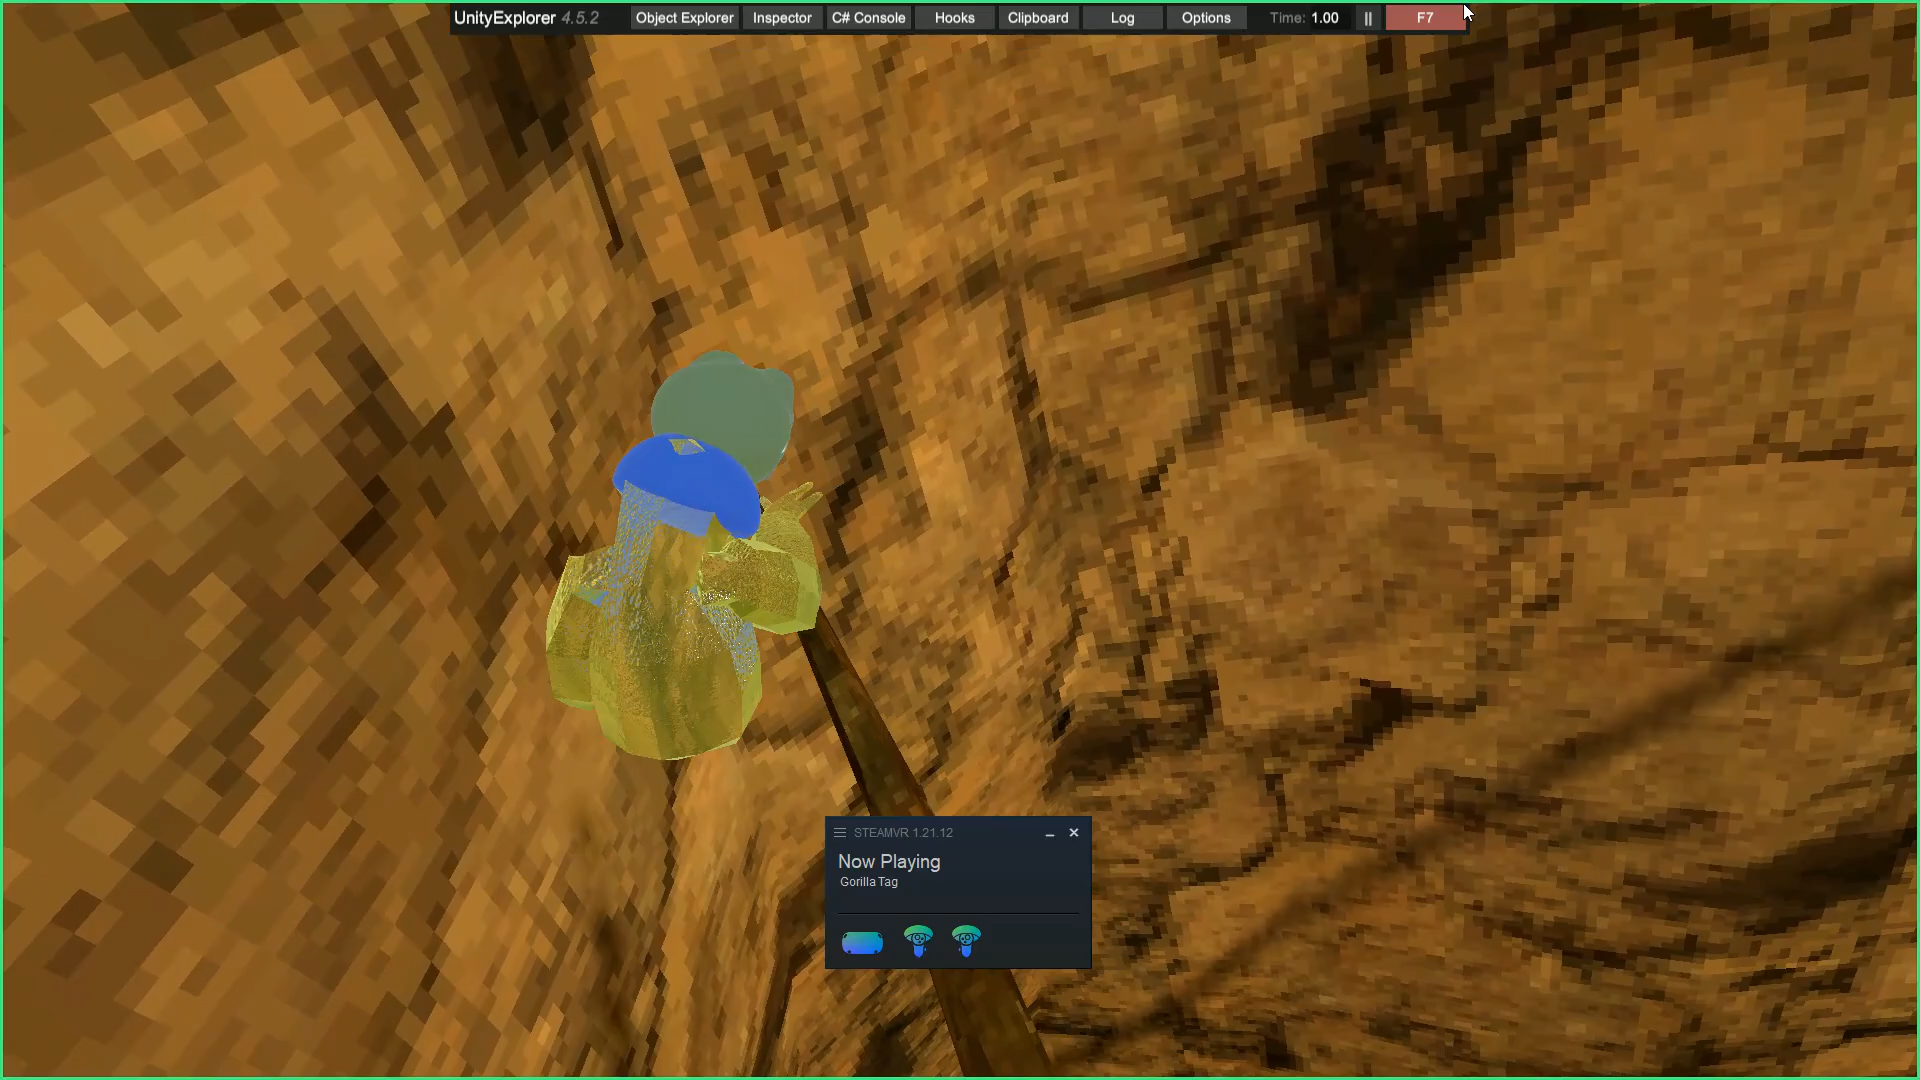 UnityExplorer 4.5.2 Object Explorer Inspector C# Console Hooks Clipboard Log Options Time: 1.00 || F7
STEAMVR 1.21.12
Now Playing
Gorilla Tag